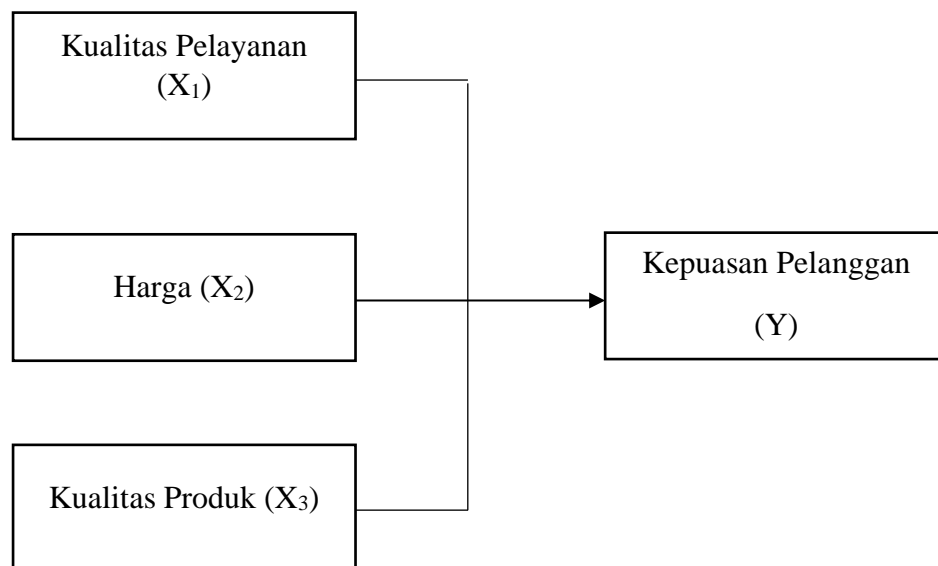 Kualitas Pelayanan
(X₁)
Harga (X₂)
Kepuasan Pelanggan
(Y)
Kualitas Produk (X₃)